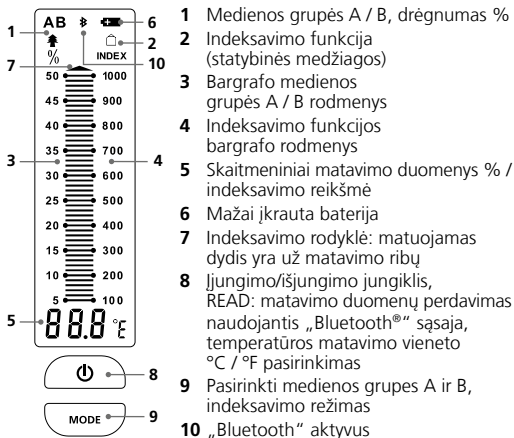 AB
6
1
2
%
INDEX
7
10
50 1000
45 900
40 800
35 700
3
4
30 600
25 500
20 400
15 300
10 200
5 100
5
88.8 °F
8
MODE
9
1 Medienos grupės A / B, drėgnumas %
2 Indeksavimo funkcija
(statybinės medžiagos)
3 Bargrafo medienos
grupės A / B rodmenys
4 Indeksavimo funkcijos
bargrafo rodmenys
5 Skaitmeniniai matavimo duomenys % /
indeksavimo reikšmė
6 Mažai įkrauta baterija
7 Indeksavimo rodyklė: matuojamas
dydis yra už matavimo ribų
8 Įjungimo/išjungimo jungiklis,
READ: matavimo duomenų perdavimas
naudojantis „Bluetooth®“ sąsaja,
temperatūros matavimo vieneto
°C / °F pasirinkimas
9 Pasirinkti medienos grupes A ir B,
indeksavimo režimas
10 „Bluetooth“ aktyvus